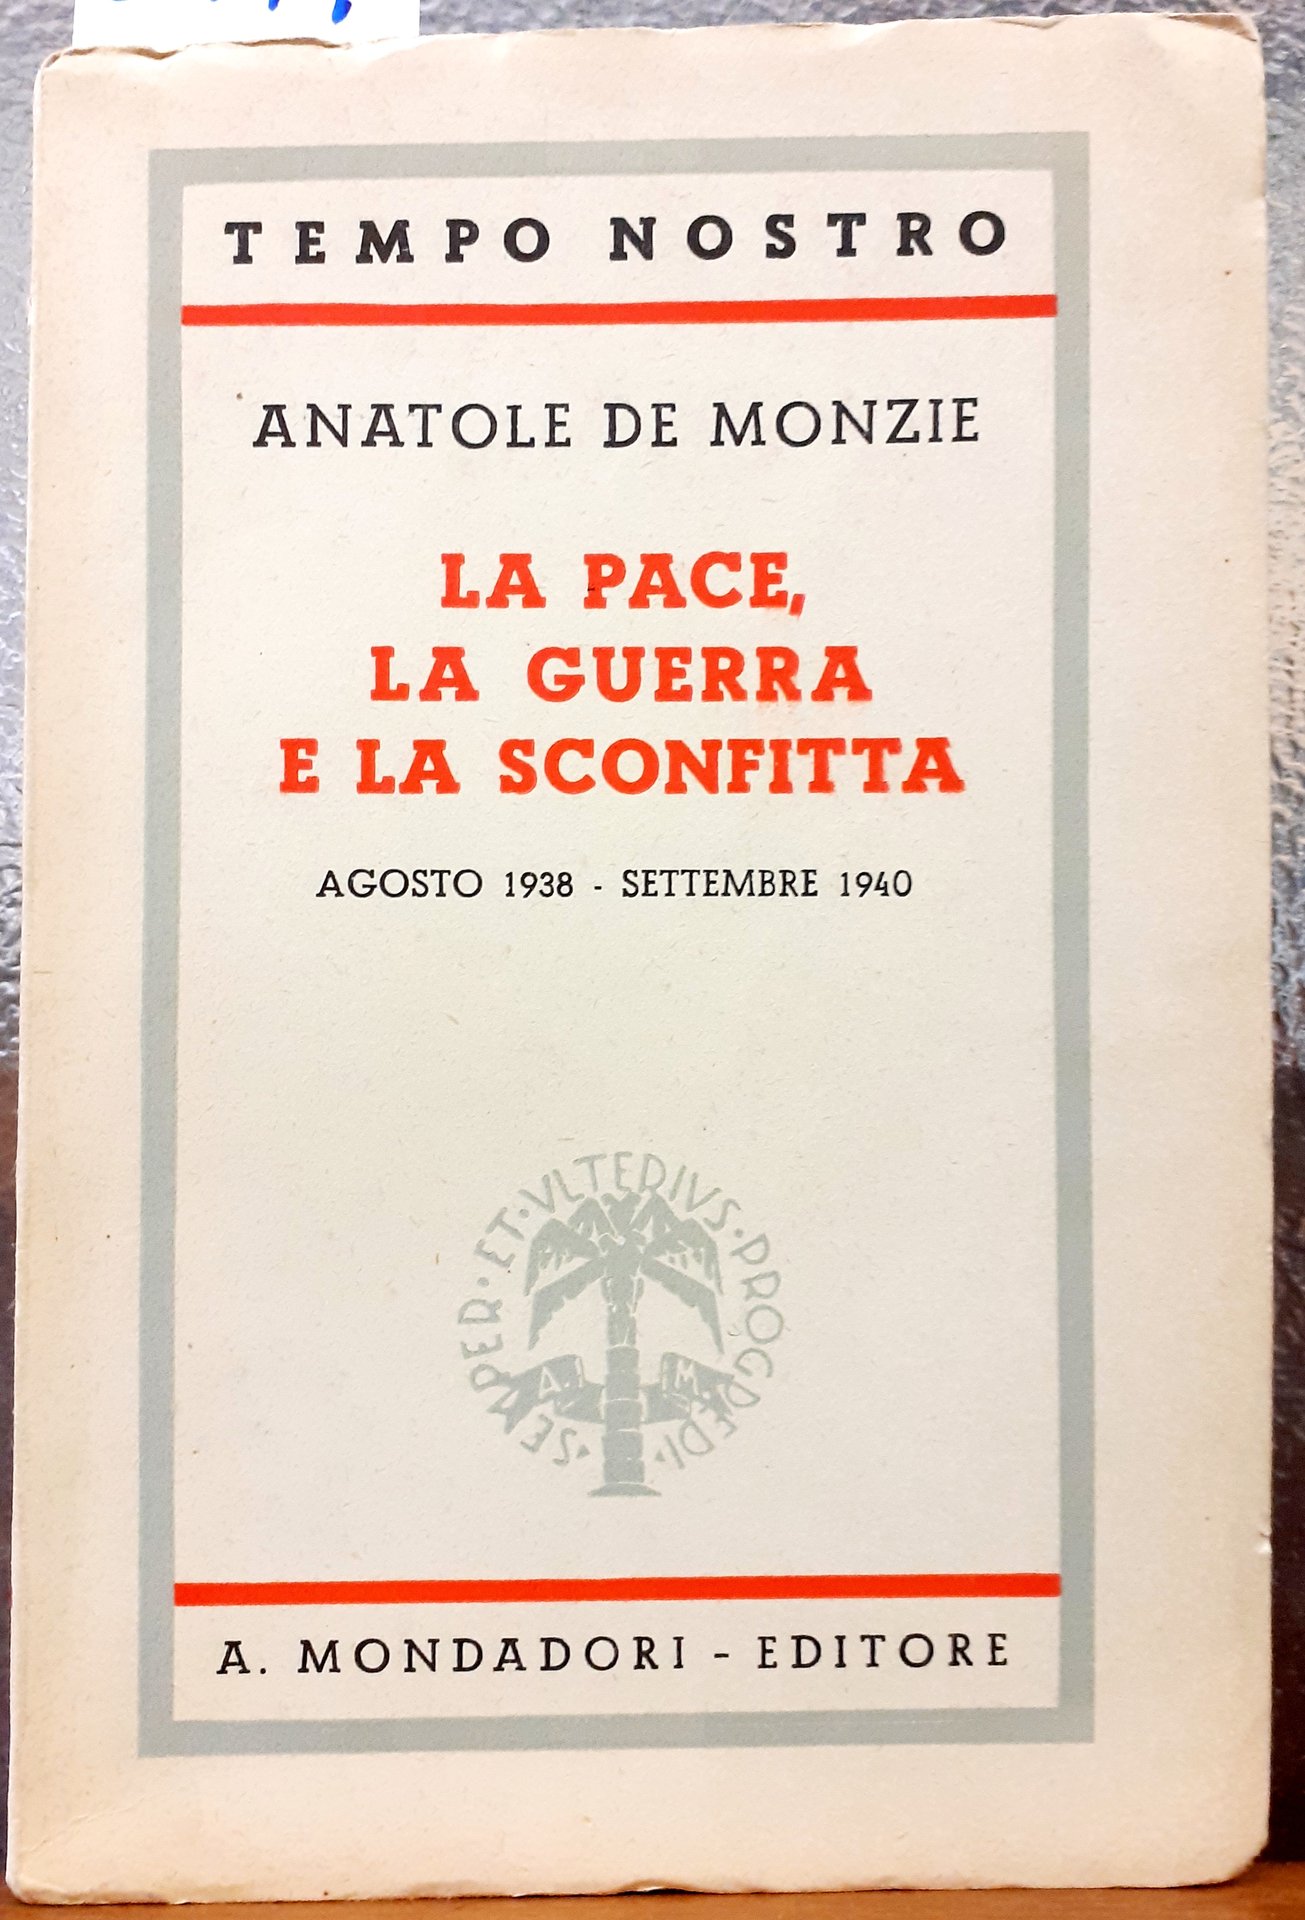 TEMPO NOSTRO
ANATOLE DE MONZIE
LA PACE,
LA GUERRA
E LA SCONFITTA
AGOSTO 1938 - SETTEMBRE 1940
SEMPER · ET · VLTERIVS · PROGREDI ·
A. M.
A. MONDADORI - EDITORE